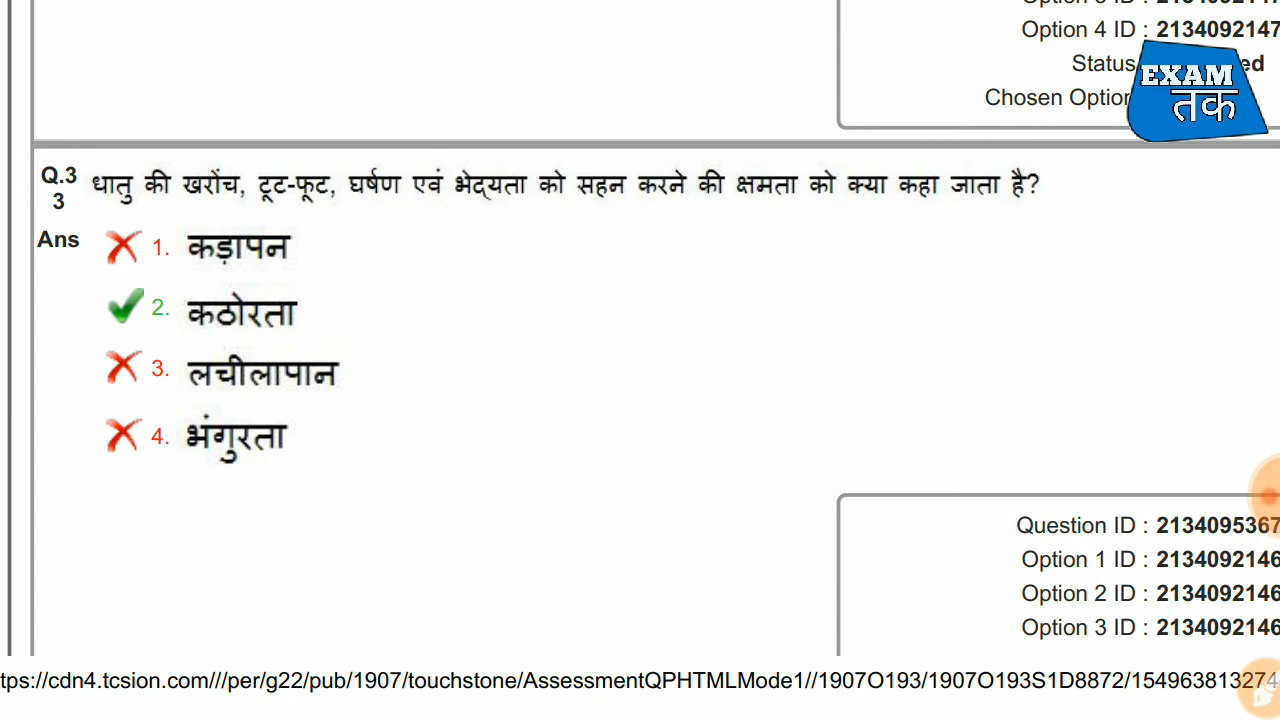 Option 4 ID : 2134092147
Status
ed
EXAM
तक
Chosen Option
Q.3
3
धातु की खरोंच, टूट-फूट, घर्षण एवं भेद्यता को सहन करने की क्षमता को क्या कहा जाता है?
Ans
1. कड़ापन
2. कठोरता
3. लचीलापान
4. भंगुरता
Question ID : 2134095367
Option 1 ID : 2134092146
Option 2 ID : 2134092146
Option 3 ID : 2134092146
tps://cdn4.tcsion.com///per/g22/pub/1907/touchstone/AssessmentQPHTMLMode1//1907O193/1907O193S1D8872/1549638132746